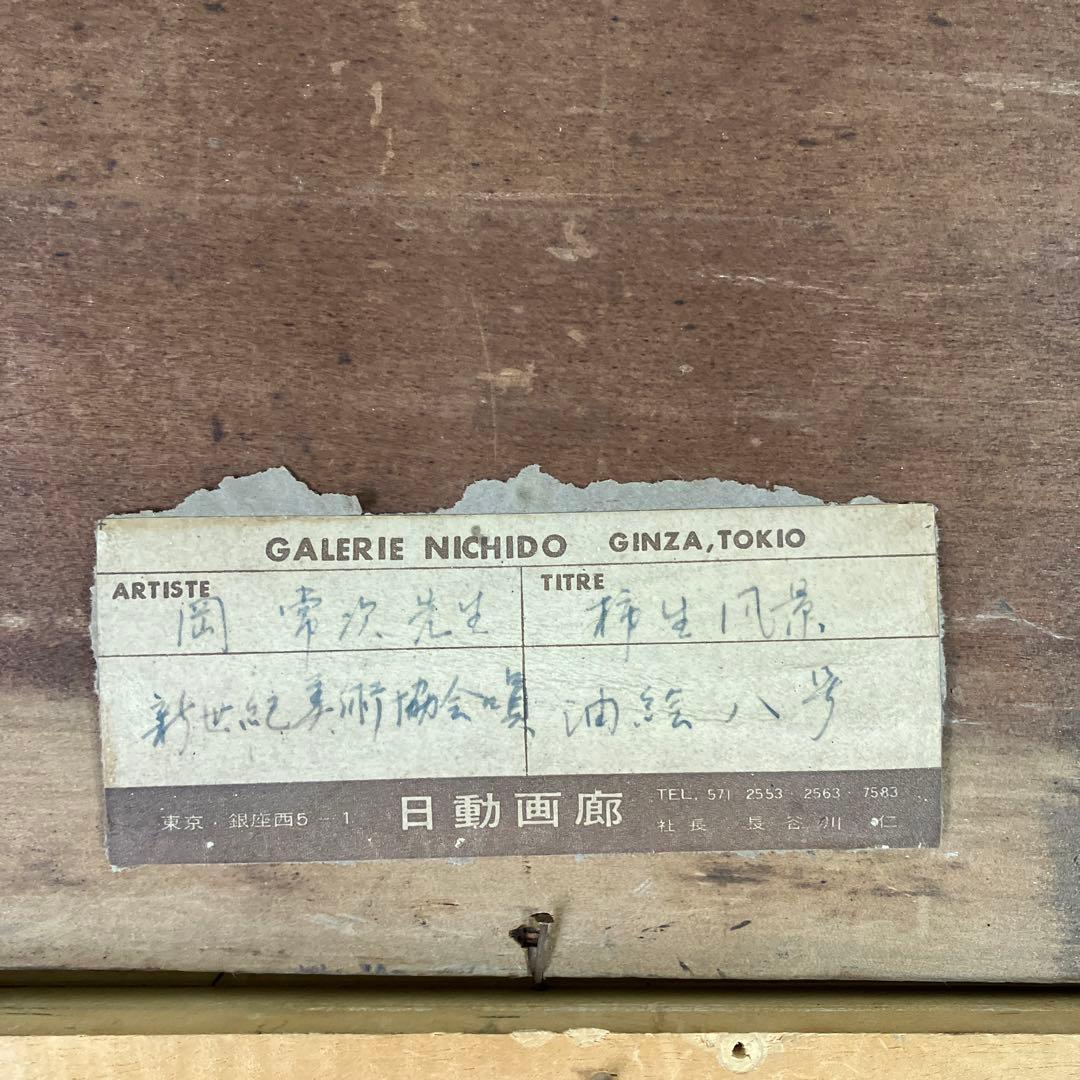 GALERIE NICHIDO GINZA, TOKIO
ARTISTE
岡 常次 先生
TITRE
柿生風景
新世紀美術協会員
油絵 八号
東京・銀座西5-1
日動画廊
TEL. 571 2553・2563・7583
社長 長谷川 仁